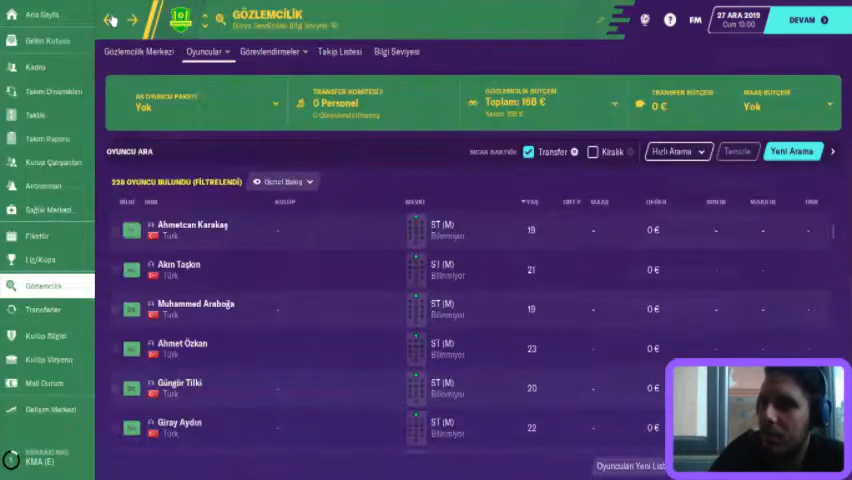 Ana Sayfa
GÖZLEMCİLİK
27 ARA 2019
Cum 13:00
DEVAM
FM
Gelen Kutusu
Gözlemcilik Merkezi
Oyuncular
Görevlendirmeler
Takip Listesi
Bilgi Seviyesi
Kadro
Takım Dinamikleri
Taktik
Takım Raporu
Kulüp Çalışanları
Antrenman
Sağlık Merkezi
Fikstür
Lig/Kupa
Gözlemcilik
Transferler
Kulüp Bilgisi
Kulüp Vizyonu
Mali Durum
Gelişim Merkezi
KMA (E)
Yok
0 Personel
0 Görevlendirilmemiş
GÖZLEMCİLİK BÜTÇESİ
Toplam: 16B €
TRANSFER BÜTÇESİ
0 €
MAAŞ BÜTÇESİ
Yok
OYUNCU ARA
Transfer
Kiralık
Hızlı Arama
Temizle
Yeni Arama
228 OYUNCU BULUNDU (FİLTRELENDİ)
Genel Bakış
BİLGİ
İSİM
KULÜP
MEVKİ
YAŞ
MAAŞ
DEĞER
Ahmetcan Karakaş
Türk
-
ST (M)
Bilinmiyor
19
-
0 €
-
-
Akın Taşkın
Türk
ST (M)
Bilinmiyor
21
-
0 €
-
-
Muhammed Araboğa
Türk
-
ST (M)
Bilinmiyor
19
-
0 €
-
-
Ahmet Özkan
Türk
-
ST (M)
Bilinmiyor
23
-
0 €
-
-
Güngör Tilki
Türk
-
ST (M)
Bilinmiyor
20
-
0 €
Giray Aydın
Türk
-
ST (M)
Bilinmiyor
22
-
0 €